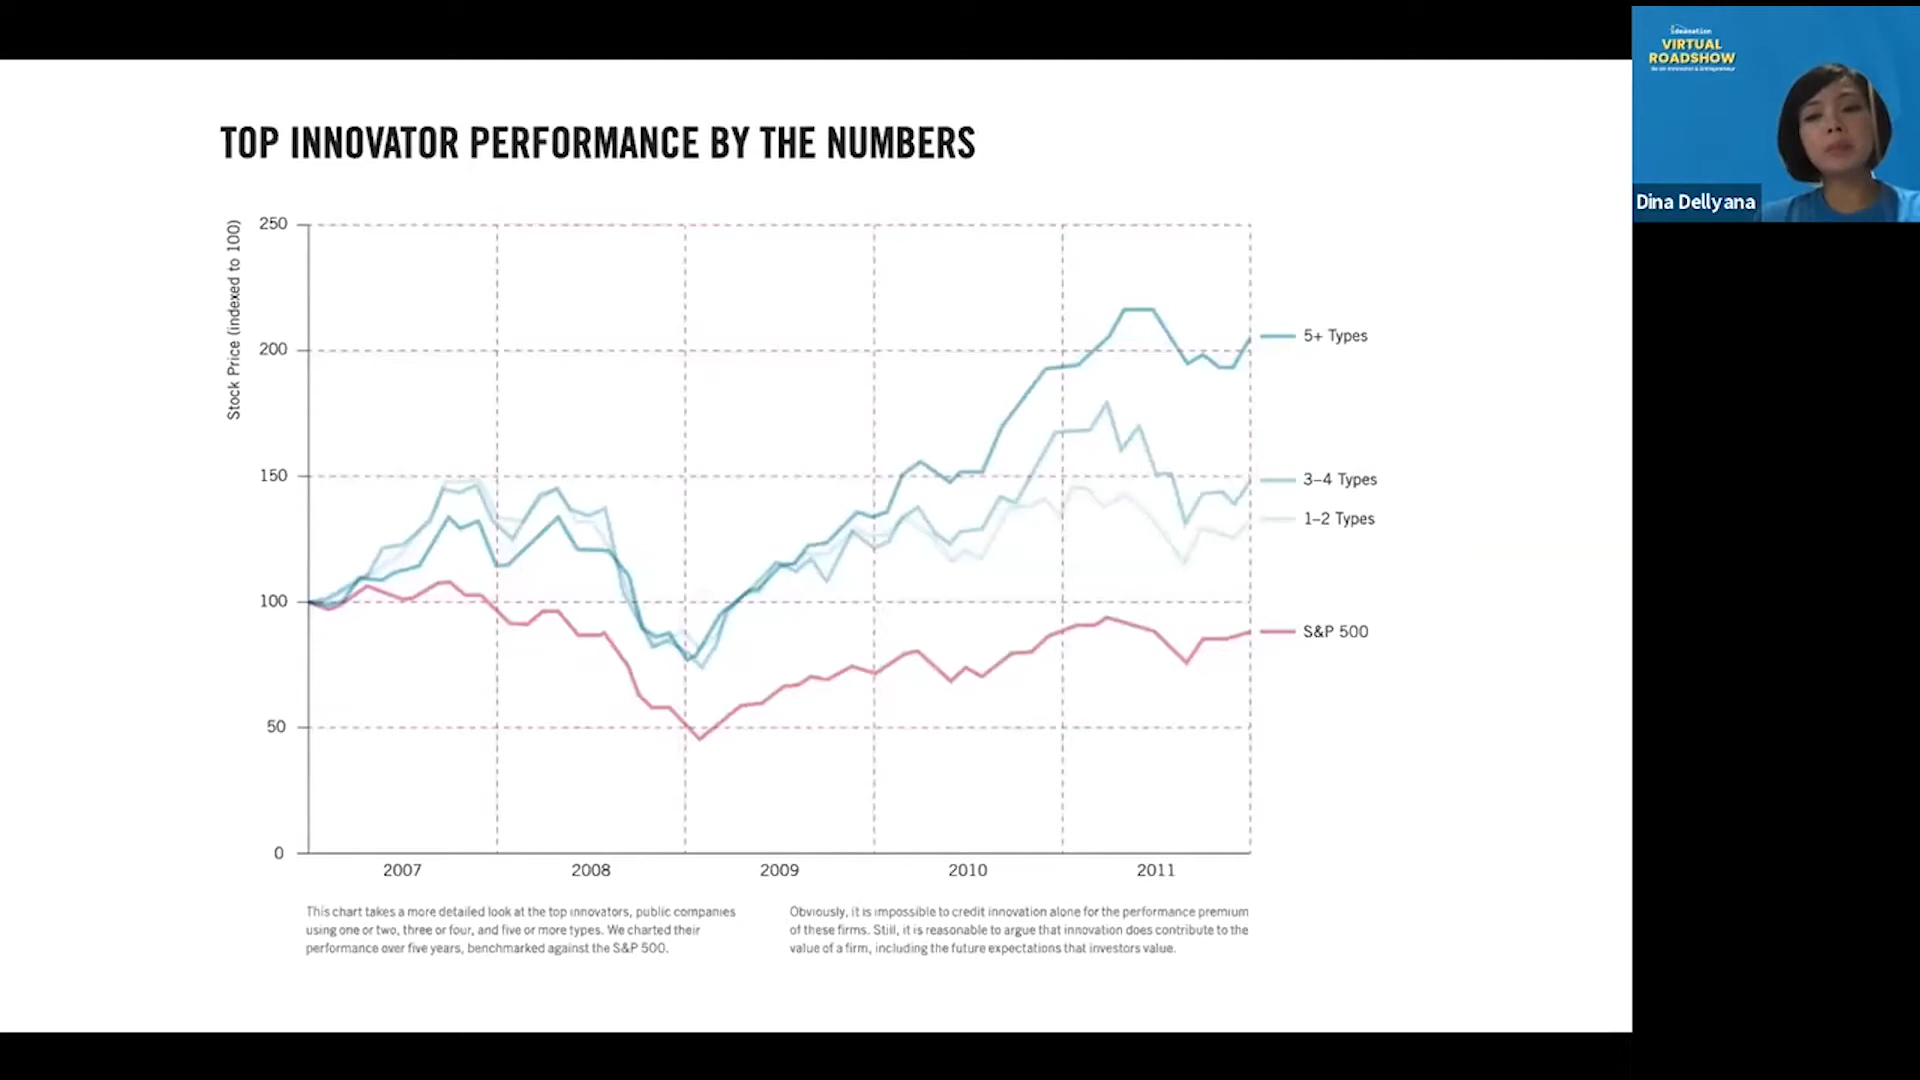 TOP INNOVATOR PERFORMANCE BY THE NUMBERS
Stock Price (indexed to 100)
250
200
150
100
50
0
2007
2008
2009
2010
2011
5+ Types
3–4 Types
1–2 Types
S&P 500
This chart takes a more detailed look at the top innovators, public companies
using one or two, three or four, and five or more types. We charted their
performance over five years, benchmarked against the S&P 500.
Obviously, it is impossible to credit innovation alone for the performance premium
of these firms. Still, it is reasonable to argue that innovation does contribute to the
value of a firm, including the future expectations that investors value.
ideanation
VIRTUAL
ROADSHOW
Be an Innovator & Entrepreneur
Dina Dellyana